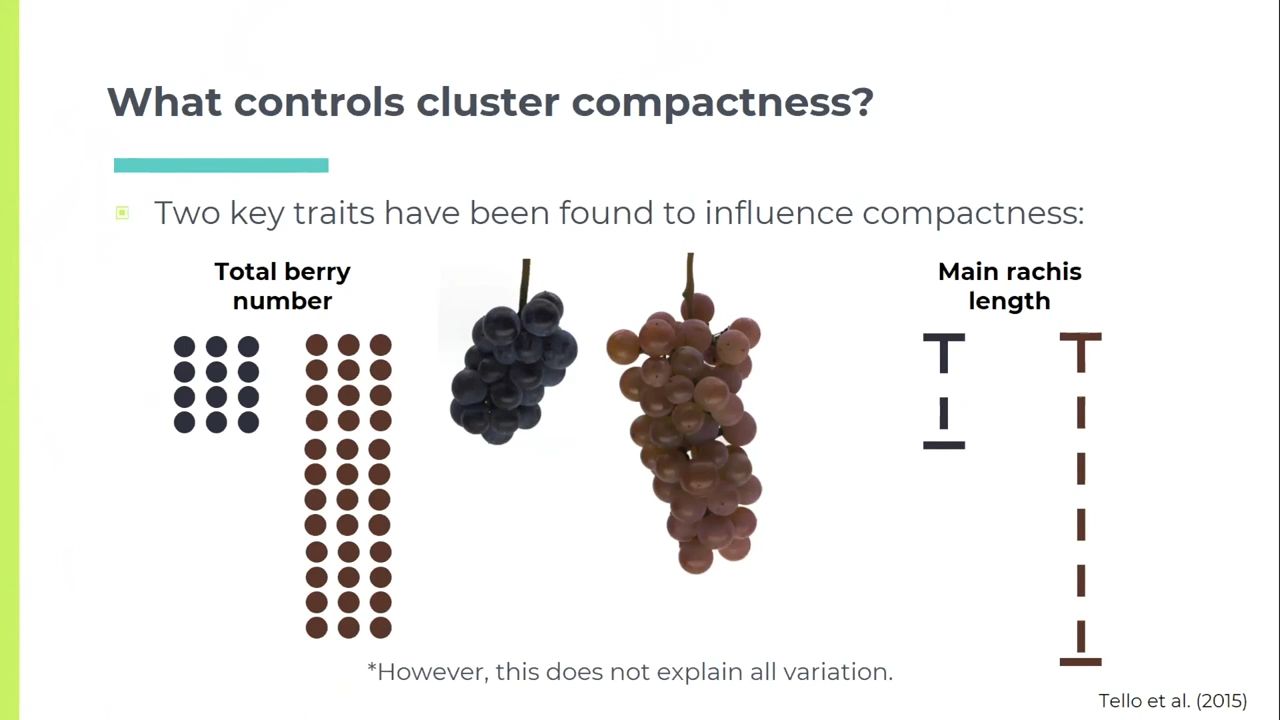 What controls cluster compactness?
Two key traits have been found to influence compactness:
Total berry
number
Main rachis
length
*However, this does not explain all variation.
Tello et al. (2015)